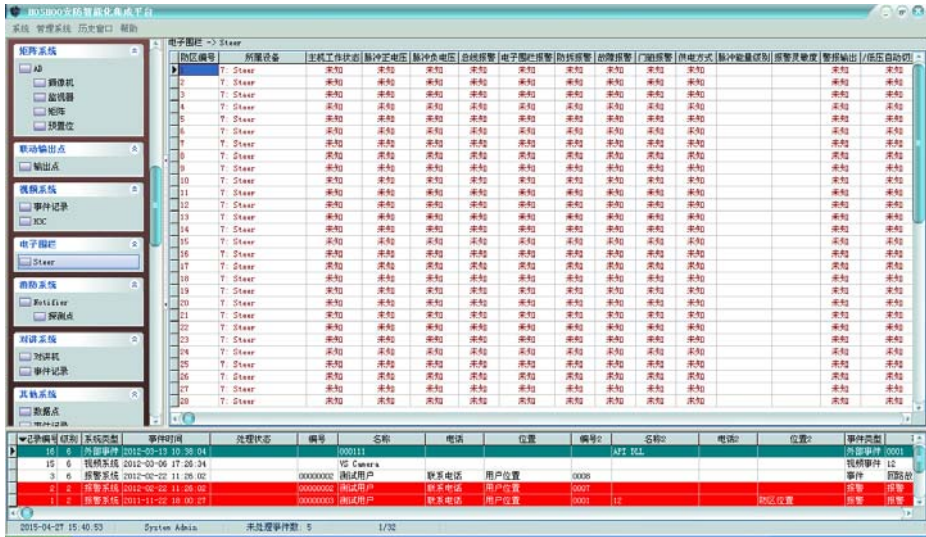 HOSHOO安防智能化集成平台
系统 管理系统 历史窗口 帮助
矩阵系统
AD
摄像机
监视器
矩阵
预置位
联动输出点
输出点
视频系统
事件记录
电子围栏
Steer
消防系统
Notifier
探测点
对讲系统
对讲机
事件记录
其他系统
数据点
电子围栏 -> Steer
防区编号 所属设备 主机工作状态 脉冲正电压 脉冲负电压 总线报警 电子围栏报警 防拆报警 故障报警 门磁报警 供电方式 脉冲能量级别 报警灵敏度 警报输出 /低压自动切
7: Steer 未知 未知 未知 未知 未知 未知 未知 未知 未知 未知 未知
2 7: Steer 未知 未知 未知 未知 未知 未知 未知 未知 未知 未知 未知
3 7: Steer 未知 未知 未知 未知 未知 未知 未知 未知 未知 未知 未知
4 7: Steer 未知 未知 未知 未知 未知 未知 未知 未知 未知 未知 未知
5 7: Steer 未知 未知 未知 未知 未知 未知 未知 未知 未知 未知 未知
6 7: Steer 未知 未知 未知 未知 未知 未知 未知 未知 未知 未知 未知
7 7: Steer 未知 未知 未知 未知 未知 未知 未知 未知 未知 未知 未知
8 7: Steer 未知 未知 未知 未知 未知 未知 未知 未知 未知 未知 未知
9 7: Steer 未知 未知 未知 未知 未知 未知 未知 未知 未知 未知 未知
10 7: Steer 未知 未知 未知 未知 未知 未知 未知 未知 未知 未知 未知
11 7: Steer 未知 未知 未知 未知 未知 未知 未知 未知 未知 未知 未知
12 7: Steer 未知 未知 未知 未知 未知 未知 未知 未知 未知 未知 未知
13 7: Steer 未知 未知 未知 未知 未知 未知 未知 未知 未知 未知 未知
14 7: Steer 未知 未知 未知 未知 未知 未知 未知 未知 未知 未知 未知
15 7: Steer 未知 未知 未知 未知 未知 未知 未知 未知 未知 未知 未知
16 7: Steer 未知 未知 未知 未知 未知 未知 未知 未知 未知 未知 未知
17 7: Steer 未知 未知 未知 未知 未知 未知 未知 未知 未知 未知 未知
18 7: Steer 未知 未知 未知 未知 未知 未知 未知 未知 未知 未知 未知
19 7: Steer 未知 未知 未知 未知 未知 未知 未知 未知 未知 未知 未知
20 7: Steer 未知 未知 未知 未知 未知 未知 未知 未知 未知 未知 未知
21 7: Steer 未知 未知 未知 未知 未知 未知 未知 未知 未知 未知 未知
22 7: Steer 未知 未知 未知 未知 未知 未知 未知 未知 未知 未知 未知
23 7: Steer 未知 未知 未知 未知 未知 未知 未知 未知 未知 未知 未知
24 7: Steer 未知 未知 未知 未知 未知 未知 未知 未知 未知 未知 未知
25 7: Steer 未知 未知 未知 未知 未知 未知 未知 未知 未知 未知 未知
26 7: Steer 未知 未知 未知 未知 未知 未知 未知 未知 未知 未知 未知
27 7: Steer 未知 未知 未知 未知 未知 未知 未知 未知 未知 未知 未知
28 7: Steer 未知 未知 未知 未知 未知 未知 未知 未知 未知 未知 未知
记录编号 级别 系统类型 事件时间 处理状态 编号 名称 电话 位置 编号2 名称2 电话2 位置2 事件类型
16 6 外部事件 2012-03-13 10:38:04 000111 API DLL 外部事件 0001
15 6 视频系统 2012-03-06 17:26:34 VS Camera 视频事件 12
3 6 报警系统 2012-02-22 11:26:02 00000002 测试用户 联系电话 用户位置 0008 事件 回路故
2 2 报警系统 2012-02-22 11:26:02 00000002 测试用户 联系电话 用户位置 0007 报警 报警
1 2 报警系统 2011-11-22 18:00:27 00000003 测试用户 联系电话 用户位置 0001 12 防区位置 报警 报警
2015-04-27 15:40:53 System Admin 未处理事件数: 5 1/32